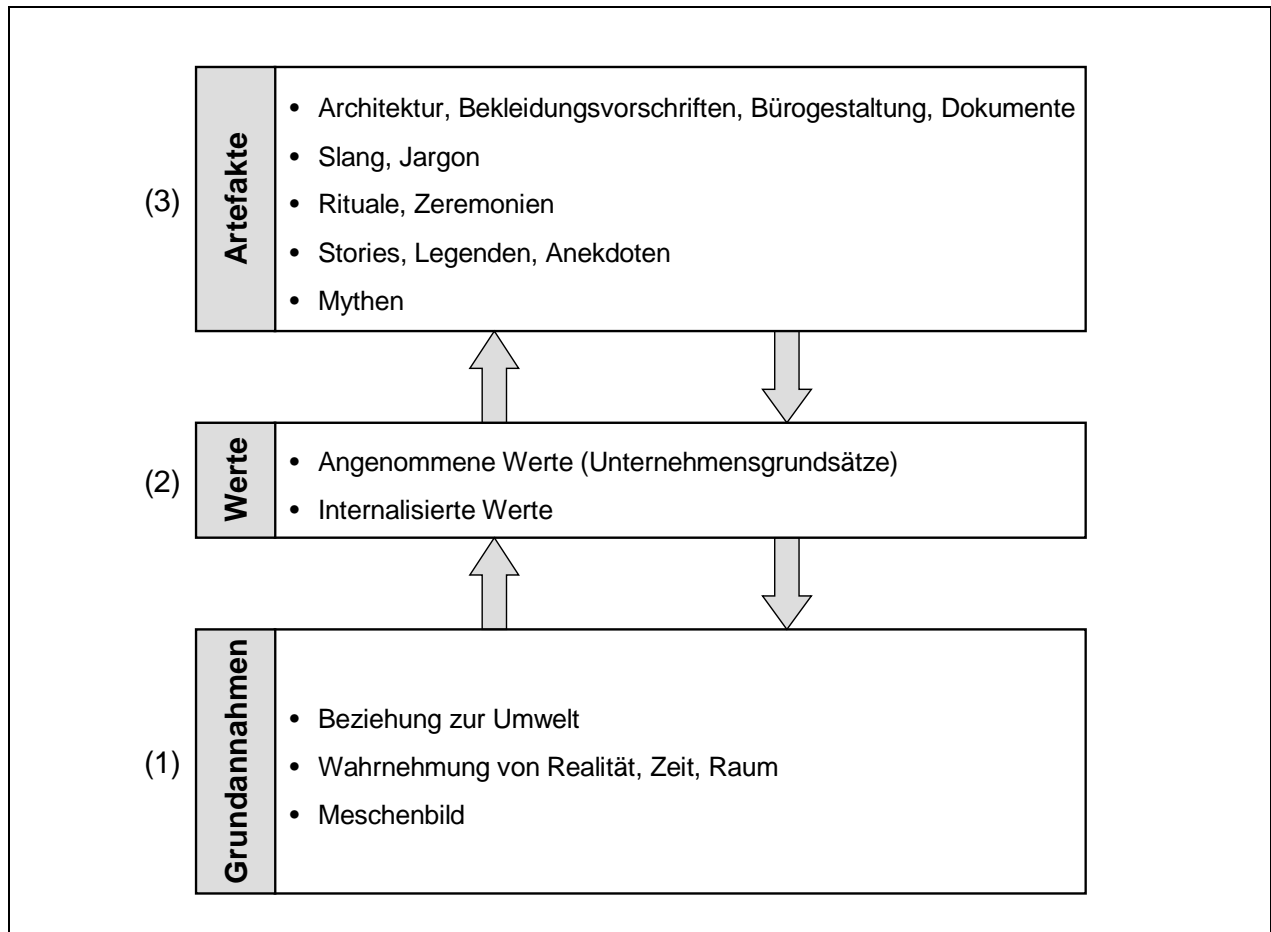 (3)
Artefakte
• Architektur, Bekleidungsvorschriften, Bürogestaltung, Dokumente
• Slang, Jargon
• Rituale, Zeremonien
• Stories, Legenden, Anekdoten
• Mythen
(2)
Werte
• Angenommene Werte (Unternehmensgrundsätze)
• Internalisierte Werte
(1)
Grundannahmen
• Beziehung zur Umwelt
• Wahrnehmung von Realität, Zeit, Raum
• Meschenbild